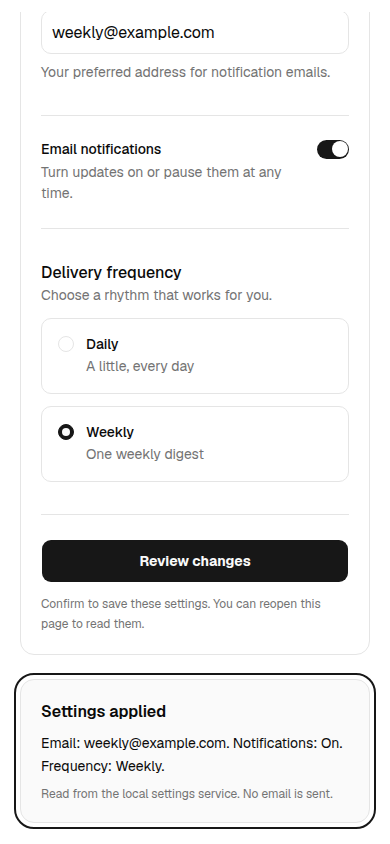 weekly@example.com
Your preferred address for notification emails.
Email notifications
Turn updates on or pause them at any
time.
Delivery frequency
Choose a rhythm that works for you.
Daily
A little, every day
Weekly
One weekly digest
Review changes
Confirm to save these settings. You can reopen this
page to read them.
Settings applied
Email: weekly@example.com. Notifications: On.
Frequency: Weekly.
Read from the local settings service. No email is sent.